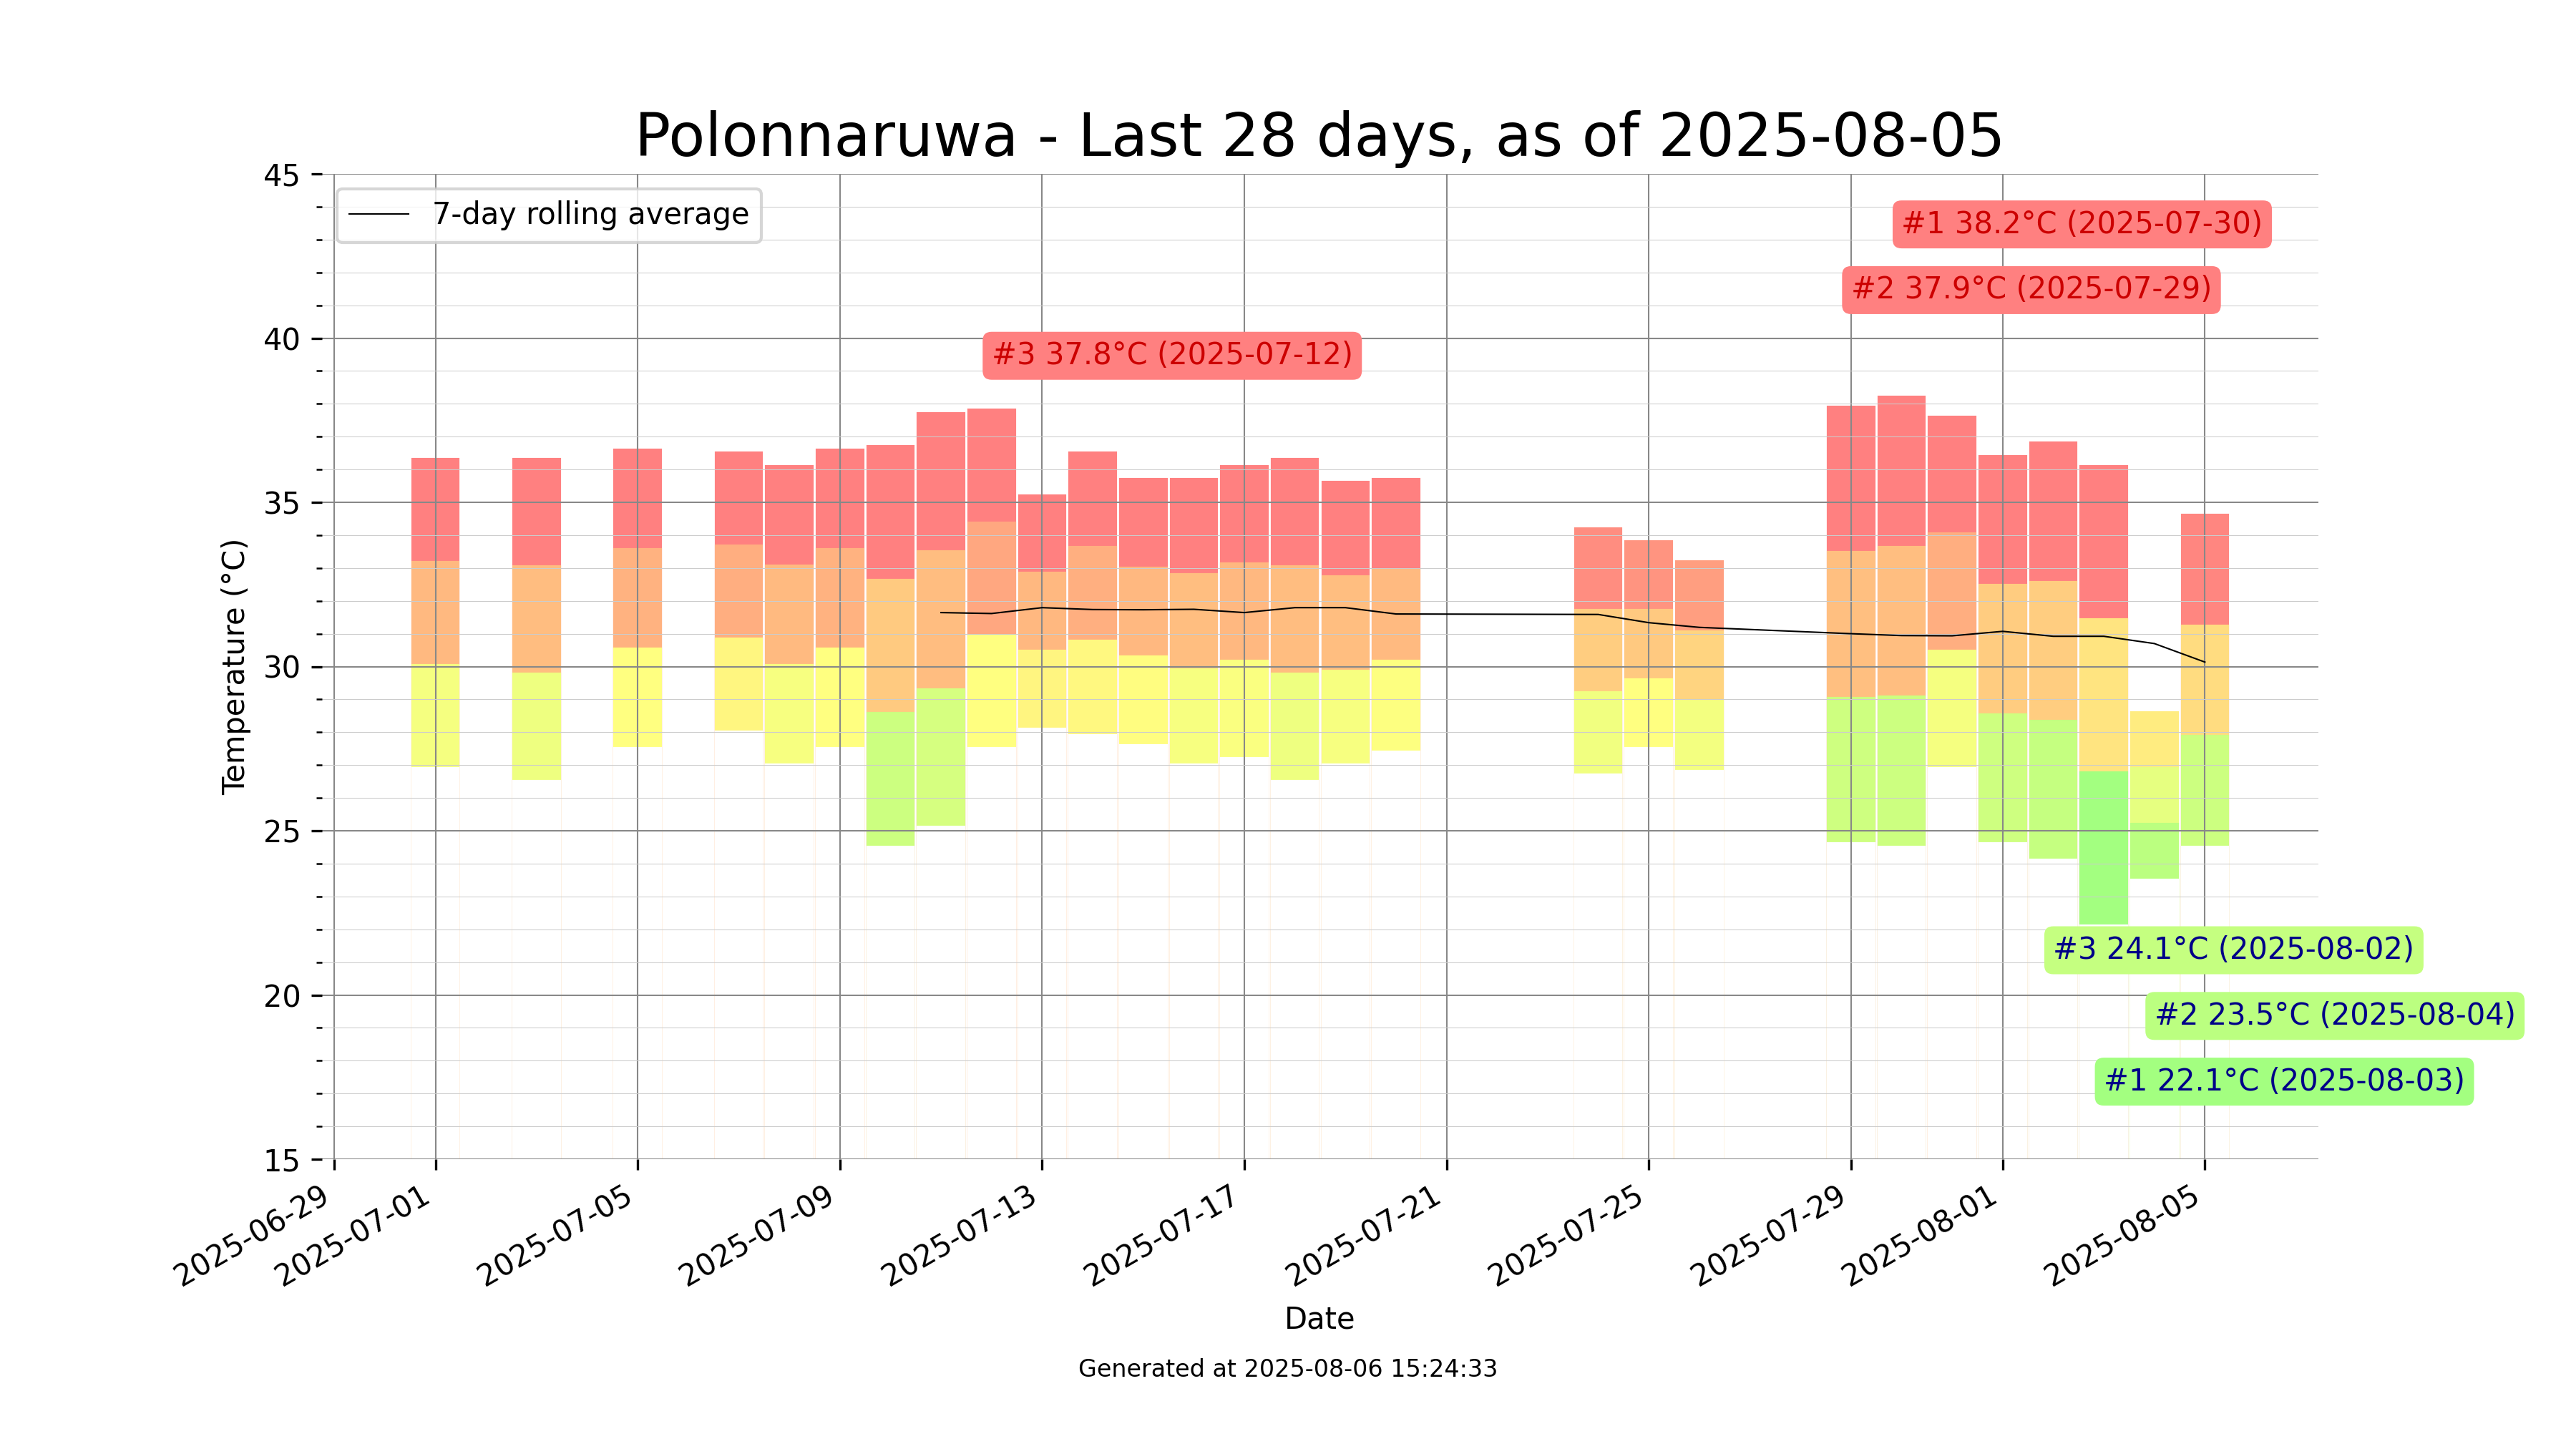 Polonnaruwa - Last 28 days, as of 2025-08-05
7-day rolling average
#1 38.2°C (2025-07-30)
#2 37.9°C (2025-07-29)
#3 37.8°C (2025-07-12)
#3 24.1°C (2025-08-02)
#2 23.5°C (2025-08-04)
#1 22.1°C (2025-08-03)
Temperature (°C)
45
40
35
30
25
20
15
2025-06-29
2025-07-01
2025-07-05
2025-07-09
2025-07-13
2025-07-17
2025-07-21
2025-07-25
2025-07-29
2025-08-01
2025-08-05
Date
Generated at 2025-08-06 15:24:33